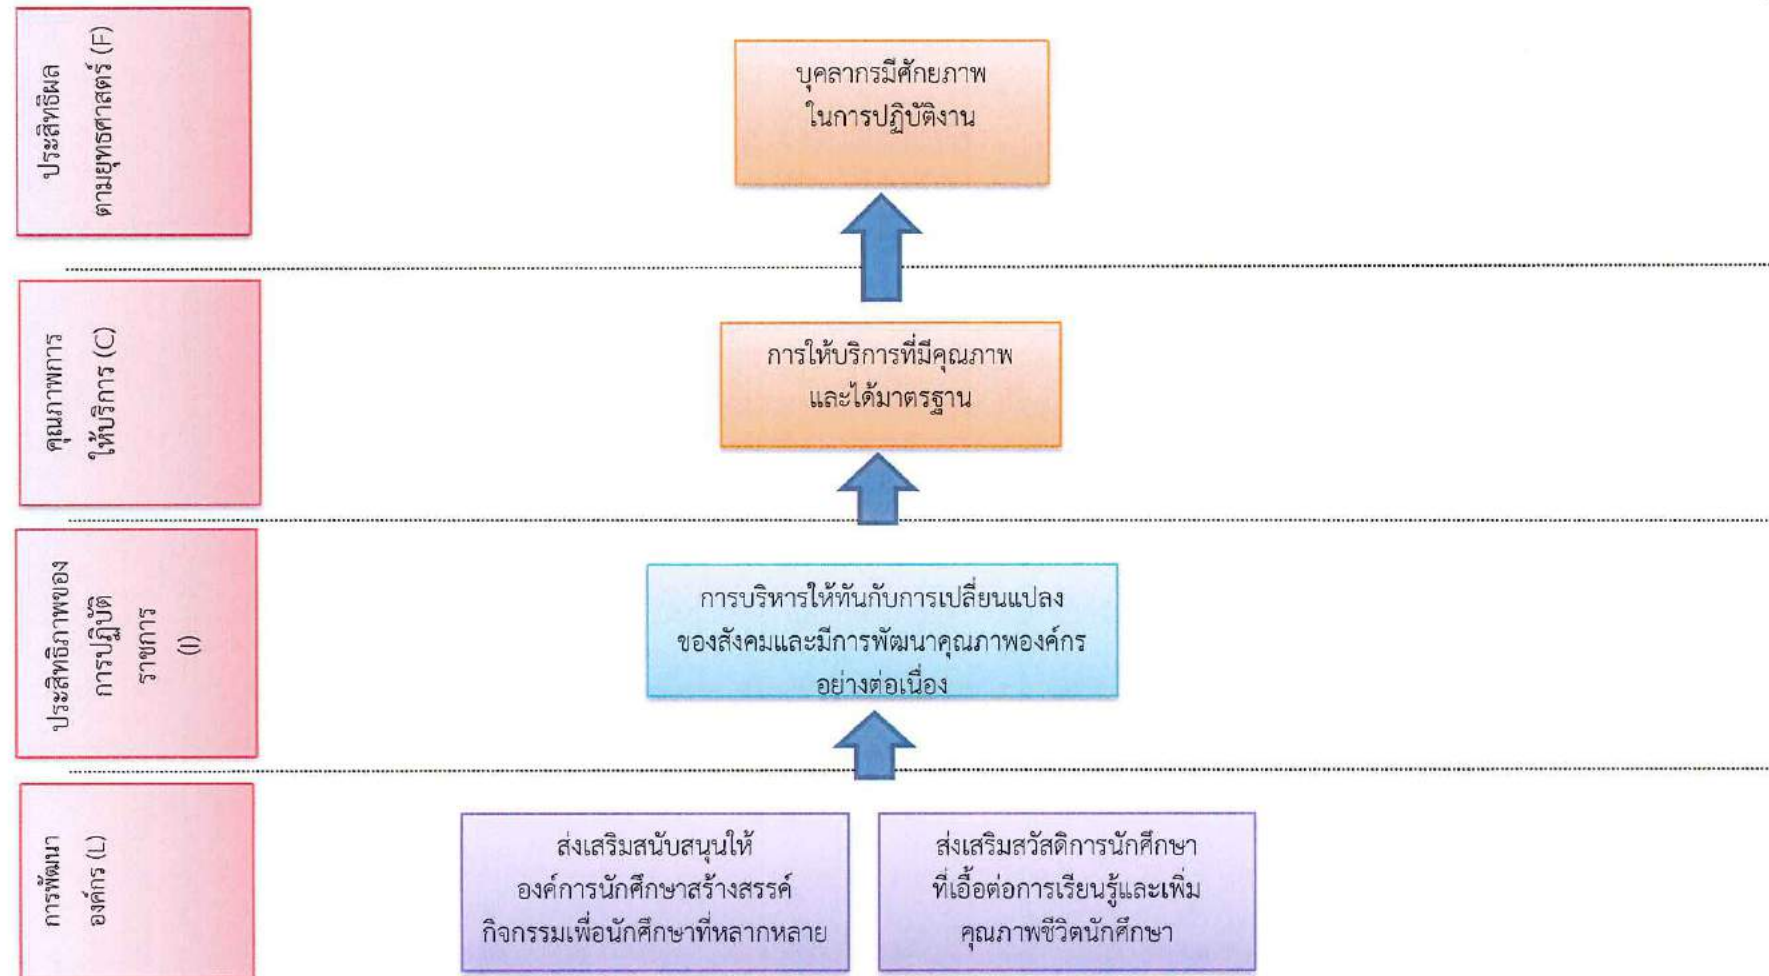 ประสิทธิผล
ตามยุทธศาสตร์ (F)
บุคลากรมีศักยภาพ
ในการปฏิบัติงาน
คุณภาพการ
ให้บริการ (C)
การให้บริการที่มีคุณภาพ
และได้มาตรฐาน
ประสิทธิภาพของ
การปฏิบัติ
ราชการ
(I)
การบริหารให้ทันกับการเปลี่ยนแปลง
ของสังคมและมีการพัฒนาคุณภาพองค์กร
อย่างต่อเนื่อง
การพัฒนา
องค์กร (L)
ส่งเสริมสนับสนุนให้
องค์การนักศึกษาสร้างสรรค์
กิจกรรมเพื่อนักศึกษาที่หลากหลาย
ส่งเสริมสวัสดิการนักศึกษา
ที่เอื้อต่อการเรียนรู้และเพิ่ม
คุณภาพชีวิตนักศึกษา